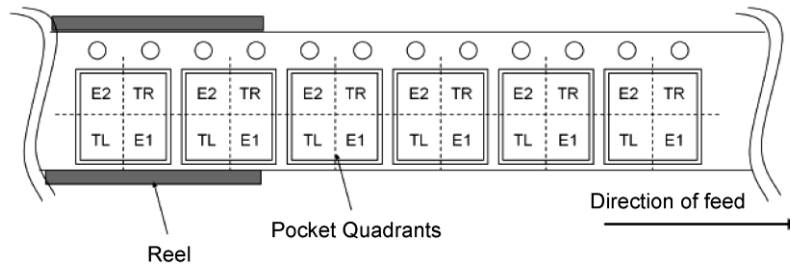 E2 TR E2 TR E2 TR E2 TR E2 TR E2 TR
TL E1 TL E1 TL E1 TL E1 TL E1 TL E1
Direction of feed
Pocket Quadrants
Reel